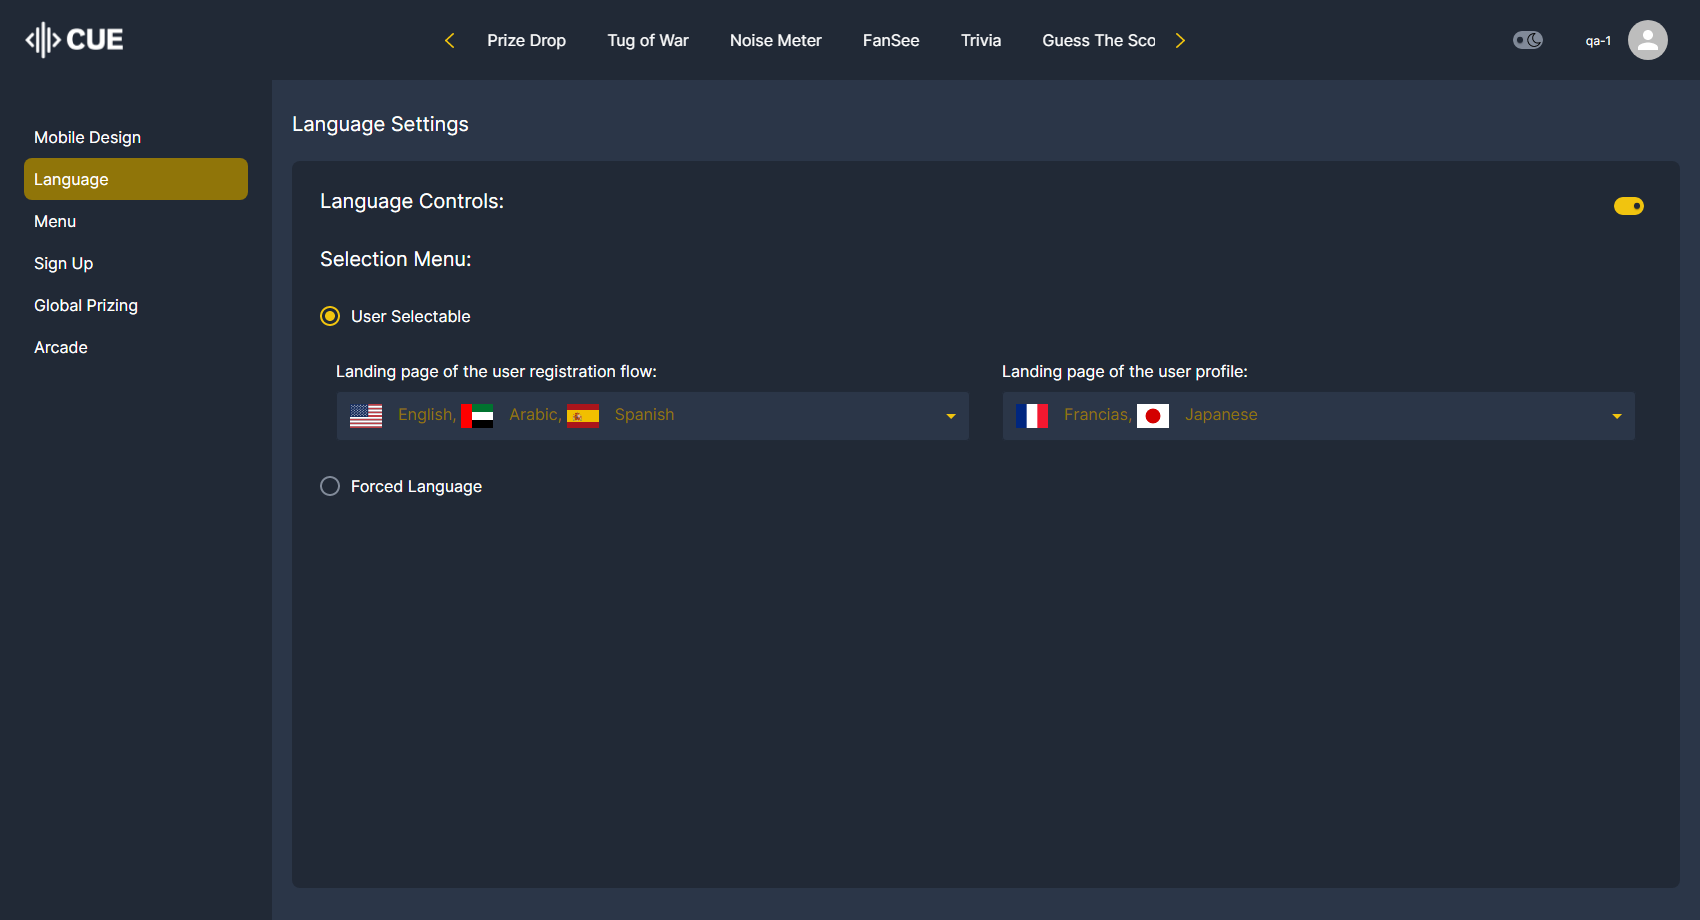 CUE
Prize Drop
Tug of War
Noise Meter
FanSee
Trivia
Guess The Sco
qa-1
Mobile Design
Language
Menu
Sign Up
Global Prizing
Arcade
Language Settings
Language Controls:
Selection Menu:
User Selectable
Landing page of the user registration flow:
English, Arabic, Spanish
Landing page of the user profile:
Francias, Japanese
Forced Language